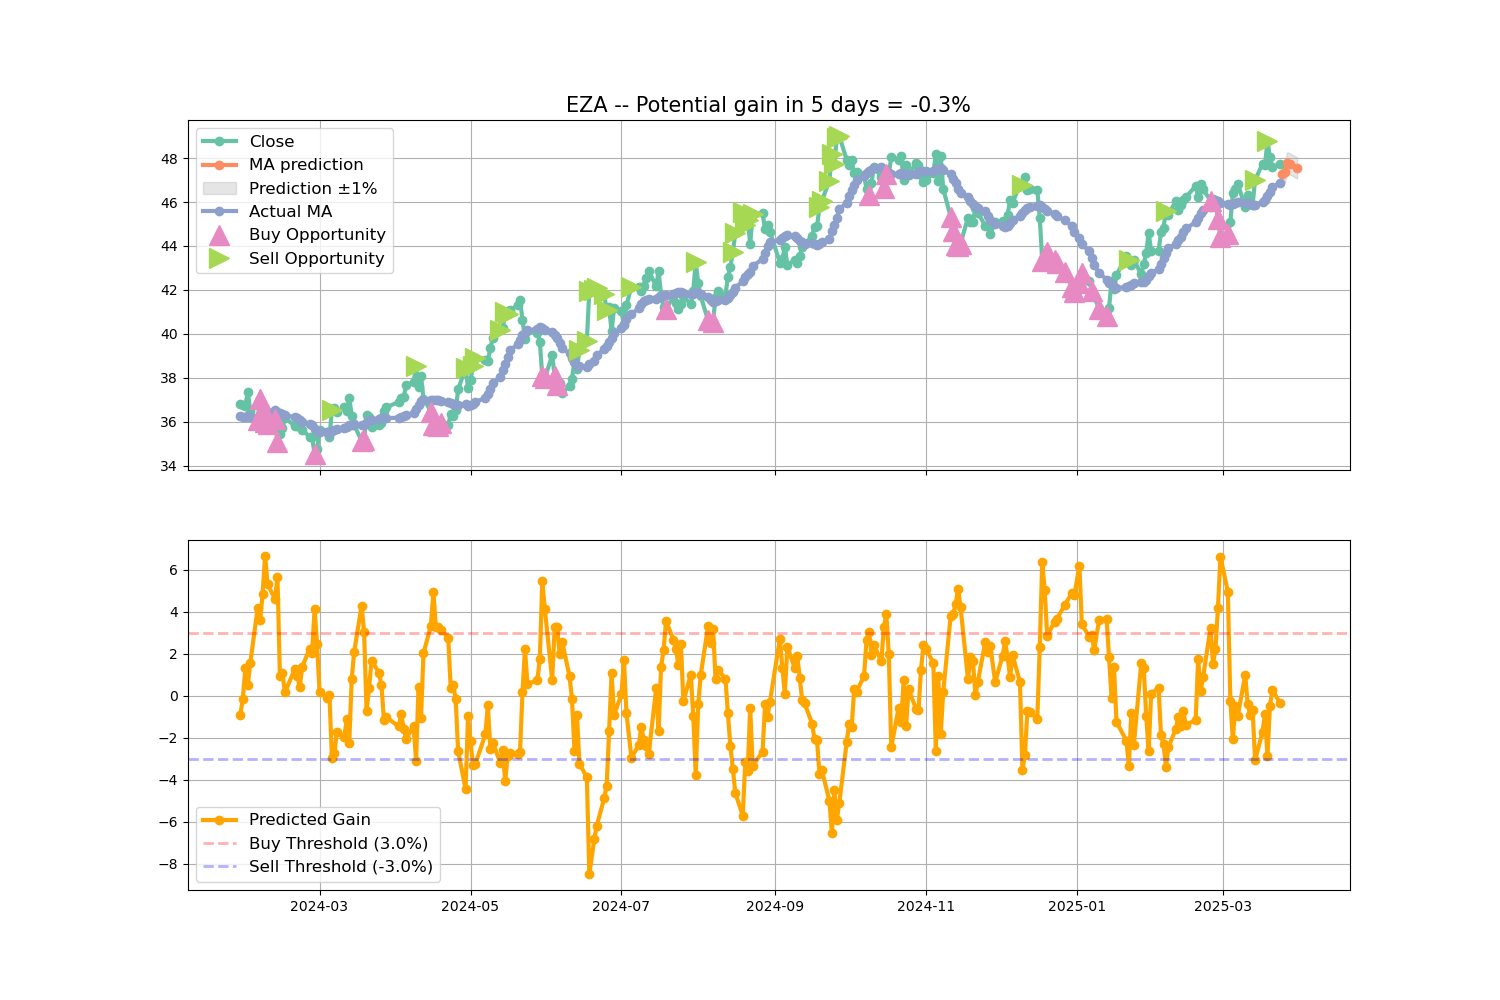 EZA -- Potential gain in 5 days = -0.3%
Close
MA prediction
Prediction ±1%
Actual MA
Buy Opportunity
Sell Opportunity
48
46
44
42
40
38
36
34
6
4
2
0
−2
−4
−6
−8
Predicted Gain
Buy Threshold (3.0%)
Sell Threshold (-3.0%)
2024-03 2024-05 2024-07 2024-09 2024-11 2025-01 2025-03